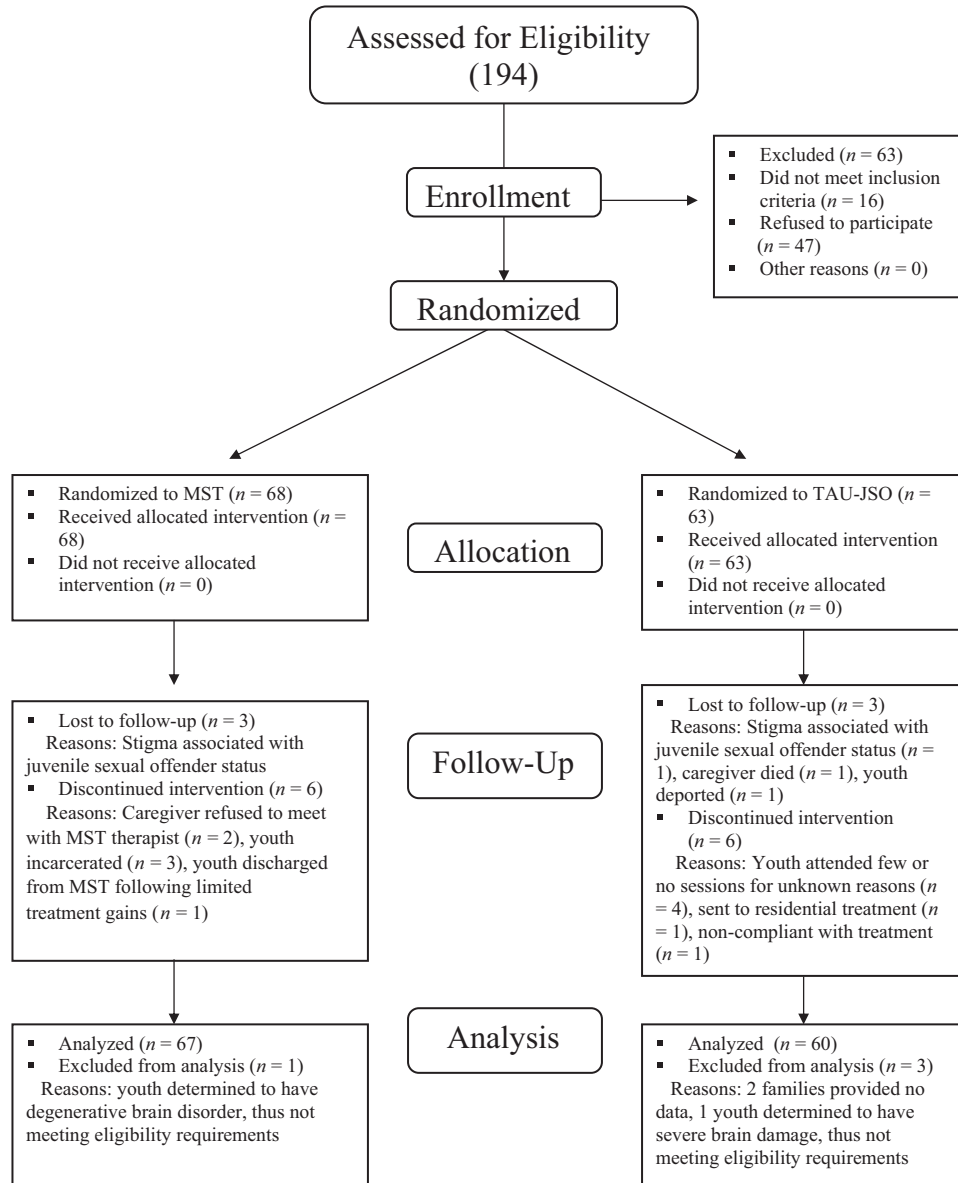 Assessed for Eligibility
(194)
Enrollment
▪ Excluded (n = 63)
▪ Did not meet inclusion
criteria (n = 16)
▪ Refused to participate
(n = 47)
▪ Other reasons (n = 0)
Randomized
▪ Randomized to MST (n = 68)
▪ Received allocated intervention (n =
68)
▪ Did not receive allocated
intervention (n = 0)
Allocation
▪ Randomized to TAU-JSO (n =
63)
▪ Received allocated intervention
(n = 63)
▪ Did not receive allocated
intervention (n = 0)
▪ Lost to follow-up (n = 3)
Reasons: Stigma associated with
juvenile sexual offender status
▪ Discontinued intervention (n = 6)
Reasons: Caregiver refused to meet
with MST therapist (n = 2), youth
incarcerated (n = 3), youth discharged
from MST following limited
treatment gains (n = 1)
Follow-Up
▪ Lost to follow-up (n = 3)
Reasons: Stigma associated with
juvenile sexual offender status (n =
1), caregiver died (n = 1), youth
deported (n = 1)
▪ Discontinued intervention
(n = 6)
Reasons: Youth attended few or
no sessions for unknown reasons (n
= 4), sent to residential treatment (n
= 1), non-compliant with treatment
(n = 1)
▪ Analyzed (n = 67)
▪ Excluded from analysis (n = 1)
Reasons: youth determined to have
degenerative brain disorder, thus not
meeting eligibility requirements
Analysis
▪ Analyzed (n = 60)
▪ Excluded from analysis (n = 3)
Reasons: 2 families provided no
data, 1 youth determined to have
severe brain damage, thus not
meeting eligibility requirements